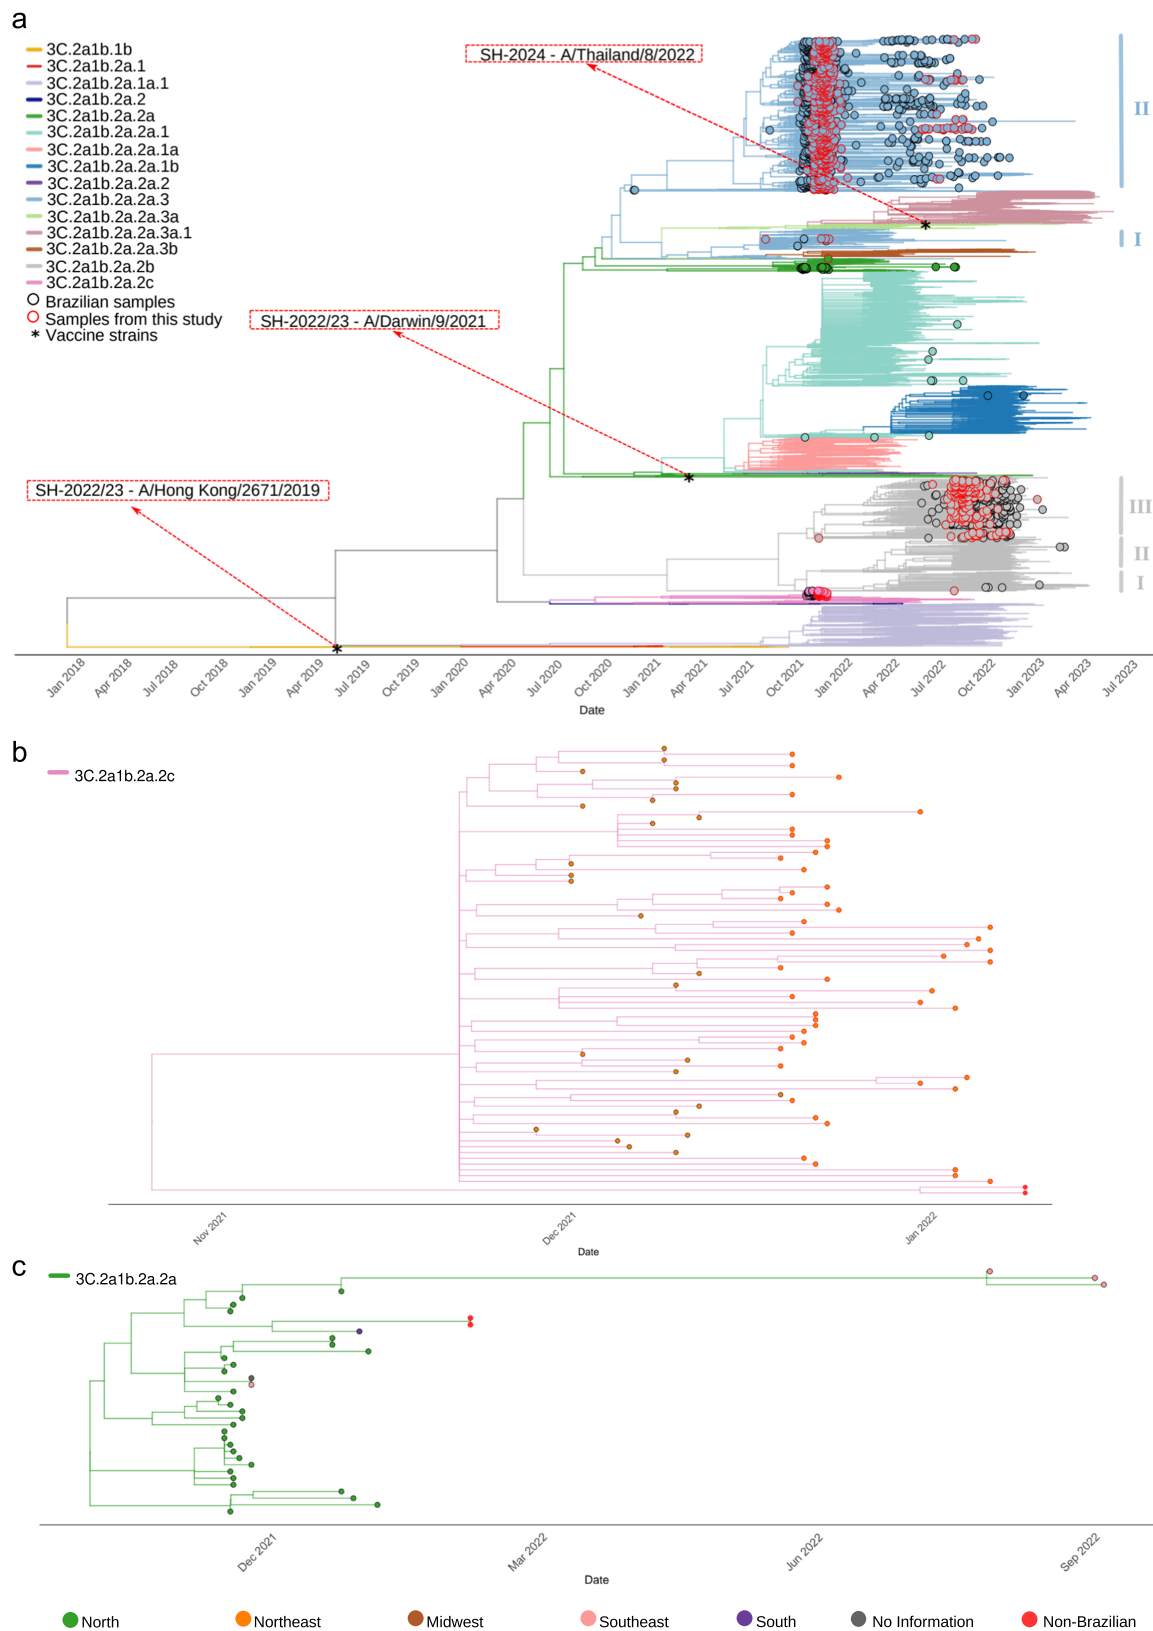 a
3C.2a1b.1b
3C.2a1b.2a.1
3C.2a1b.2a.1a.1
3C.2a1b.2a.2
3C.2a1b.2a.2a
3C.2a1b.2a.2a.1
3C.2a1b.2a.2a.1a
3C.2a1b.2a.2a.1b
3C.2a1b.2a.2a.2
3C.2a1b.2a.2a.3
3C.2a1b.2a.2a.3a
3C.2a1b.2a.2a.3a.1
3C.2a1b.2a.2a.3b
3C.2a1b.2a.2b
3C.2a1b.2a.2c
Brazilian samples
Samples from this study
* Vaccine strains
SH-2024 - A/Thailand/8/2022
SH-2022/23 - A/Darwin/9/2021
SH-2022/23 - A/Hong Kong/2671/2019
*
*
*
II
I
III
II
I
Jan 2018
Apr 2018
Jul 2018
Oct 2018
Jan 2019
Apr 2019
Jul 2019
Oct 2019
Jan 2020
Apr 2020
Jul 2020
Oct 2020
Jan 2021
Apr 2021
Jul 2021
Oct 2021
Jan 2022
Apr 2022
Jul 2022
Oct 2022
Jan 2023
Apr 2023
Jul 2023
Date
b
3C.2a1b.2a.2c
Nov 2021
Dec 2021
Jan 2022
Date
c
3C.2a1b.2a.2a
Dec 2021
Mar 2022
Jun 2022
Sep 2022
Date
North
Northeast
Midwest
Southeast
South
No Information
Non-Brazilian